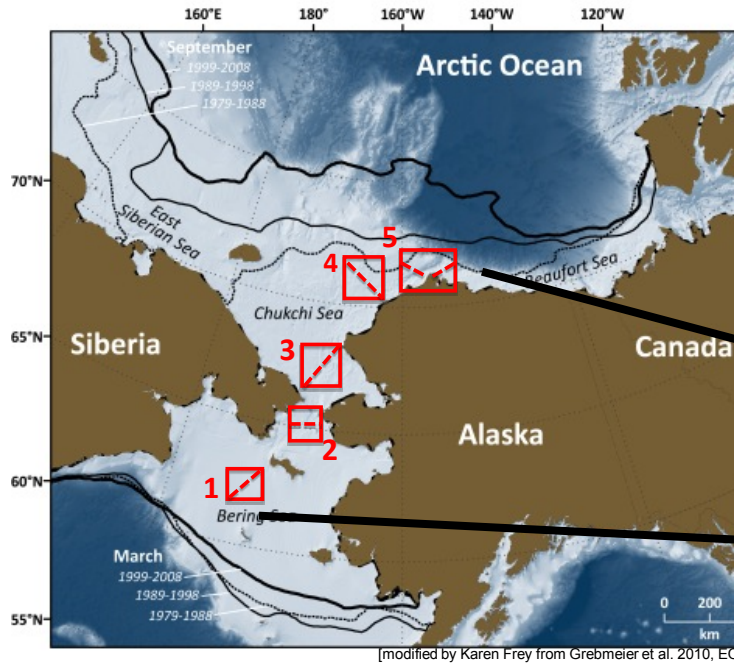 160°E
180°
160°W
140°W
120°W
September
1999-2008
1989-1998
1979-1988
Arctic Ocean
70°N
East
Siberian Sea
4
5
Beaufort Sea
Chukchi Sea
65°N
Siberia
3
Canada
Alaska
2
60°N
1
Bering Sea
March
1999-2008
1989-1998
1979-1988
55°N
0 200
km
[modified by Karen Frey from Grebmeier et al. 2010, EO